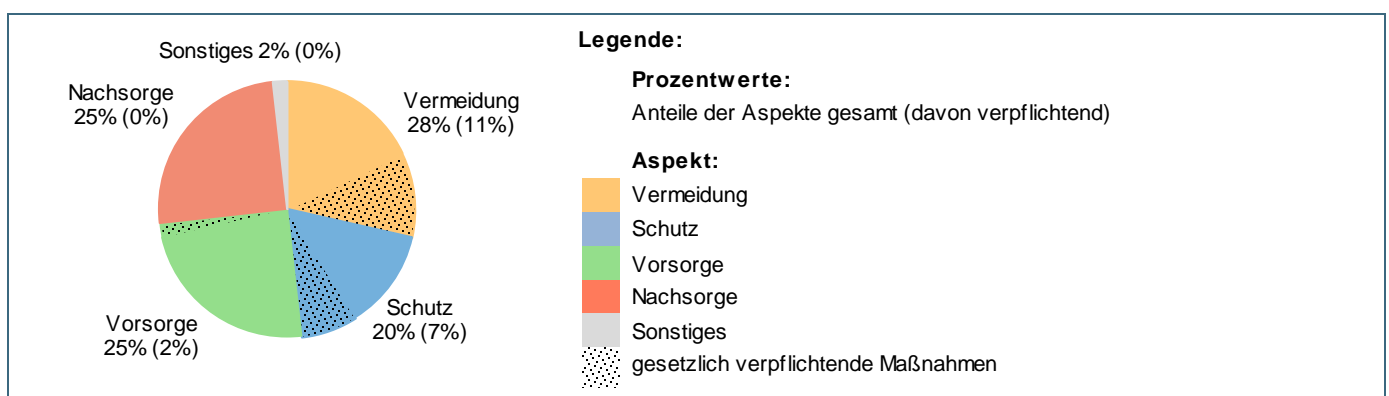 Sonstiges 2% (0%)
Nachsorge
25% (0%)
Vermeidung
28% (11%)
Schutz
20% (7%)
Vorsorge
25% (2%)
Legende:
Prozentwerte:
Anteile der Aspekte gesamt (davon verpflichtend)
Aspekt:
Vermeidung
Schutz
Vorsorge
Nachsorge
Sonstiges
gesetzlich verpflichtende Maßnahmen